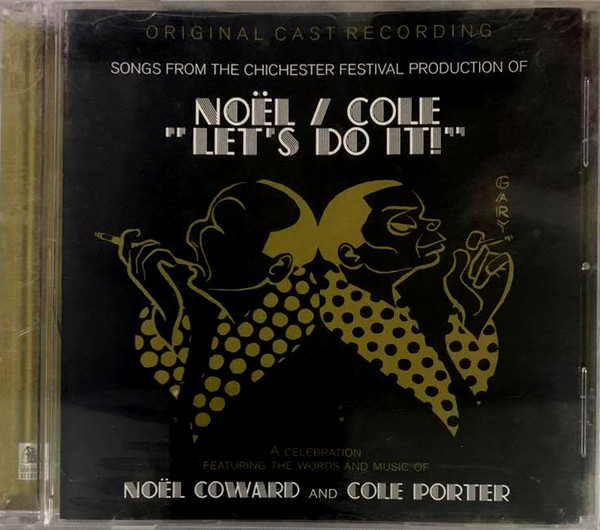 ORIGINAL CAST RECORDING
SONGS FROM THE CHICHESTER FESTIVAL PRODUCTION OF
NOËL / COLE
"LET'S DO IT!"
GARY
A CELEBRATION
FEATURING THE WORDS AND MUSIC OF
NOËL COWARD AND COLE PORTER